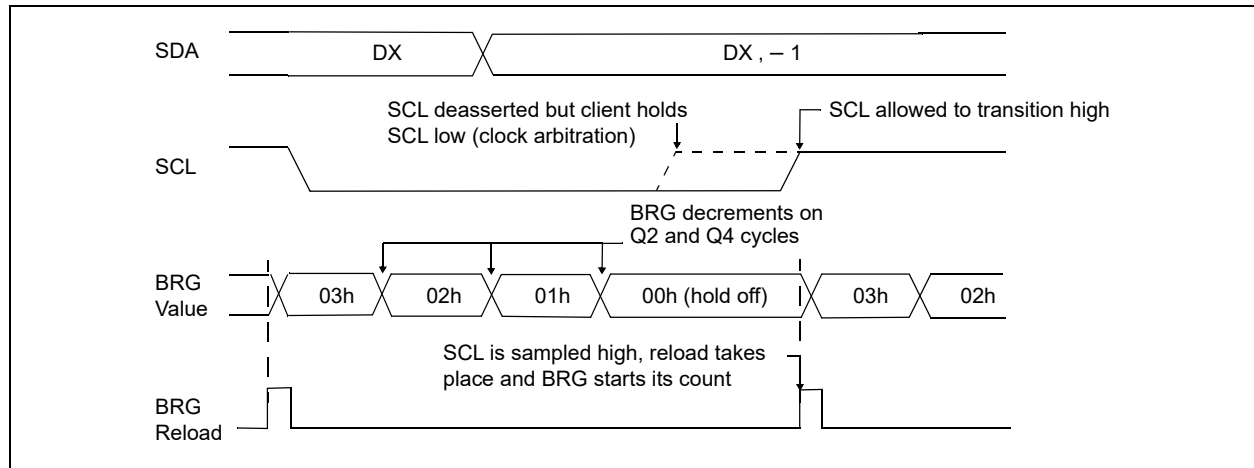 SDA
DX
DX , – 1
SCL deasserted but client holds
SCL low (clock arbitration)
SCL allowed to transition high
SCL
BRG decrements on
Q2 and Q4 cycles
BRG
Value
03h
02h
01h
00h (hold off)
03h
02h
SCL is sampled high, reload takes
place and BRG starts its count
BRG
Reload